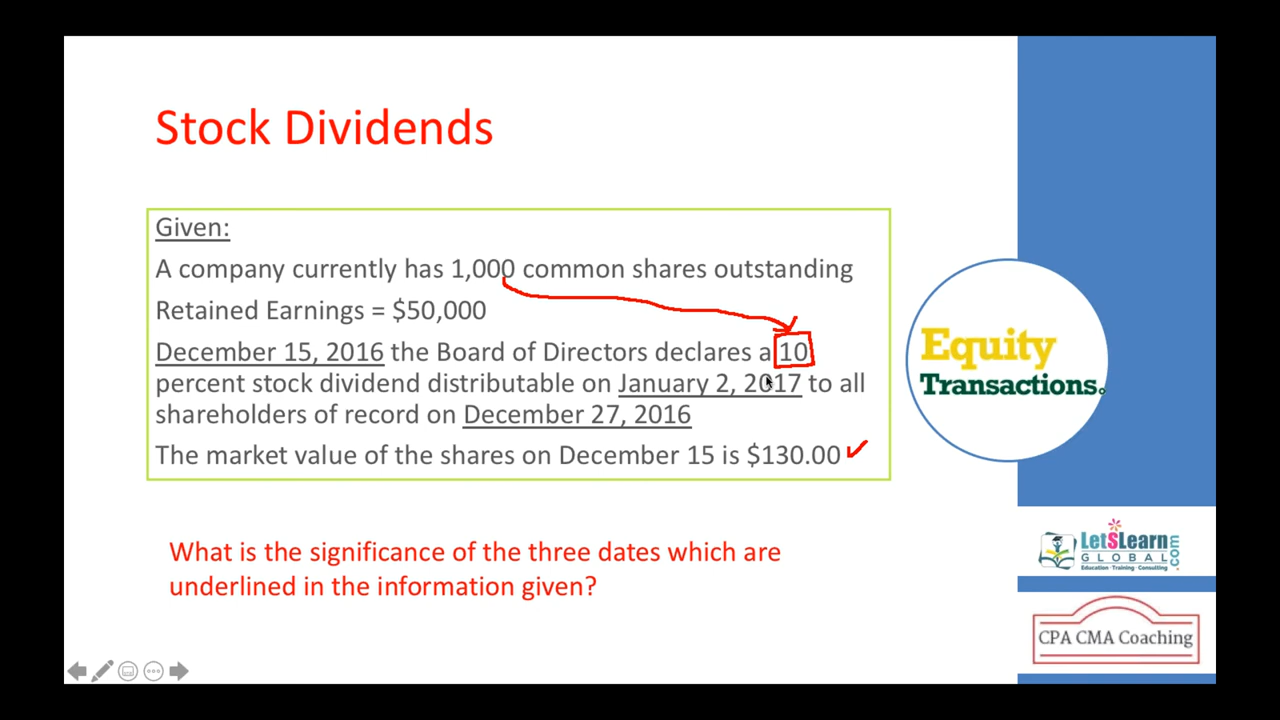 Stock Dividends
Given:
A company currently has 1,000 common shares outstanding
Retained Earnings = $50,000
December 15, 2016 the Board of Directors declares a 10
percent stock dividend distributable on January 2, 2017 to all
shareholders of record on December 27, 2016
The market value of the shares on December 15 is $130.00
What is the significance of the three dates which are
underlined in the information given?
Equity
Transactions.
LetSLearn
GLOBAL
.com
Education · Training · Consulting
CPA CMA Coaching